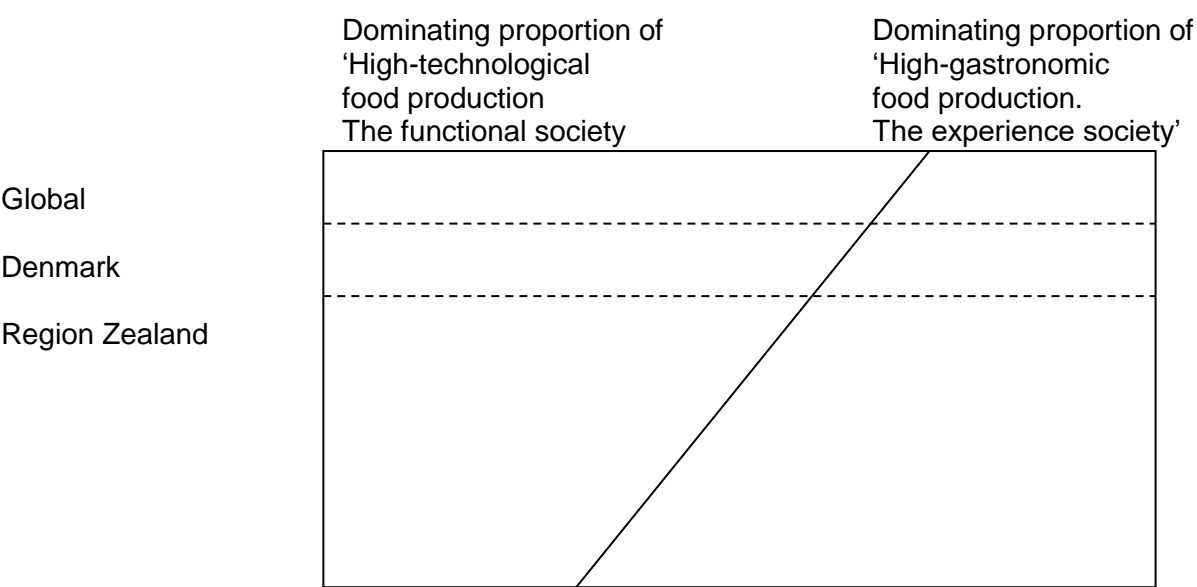 Dominating proportion of
‘High-technological
food production
The functional society
Dominating proportion of
‘High-gastronomic
food production.
The experience society’
Global
Denmark
Region Zealand